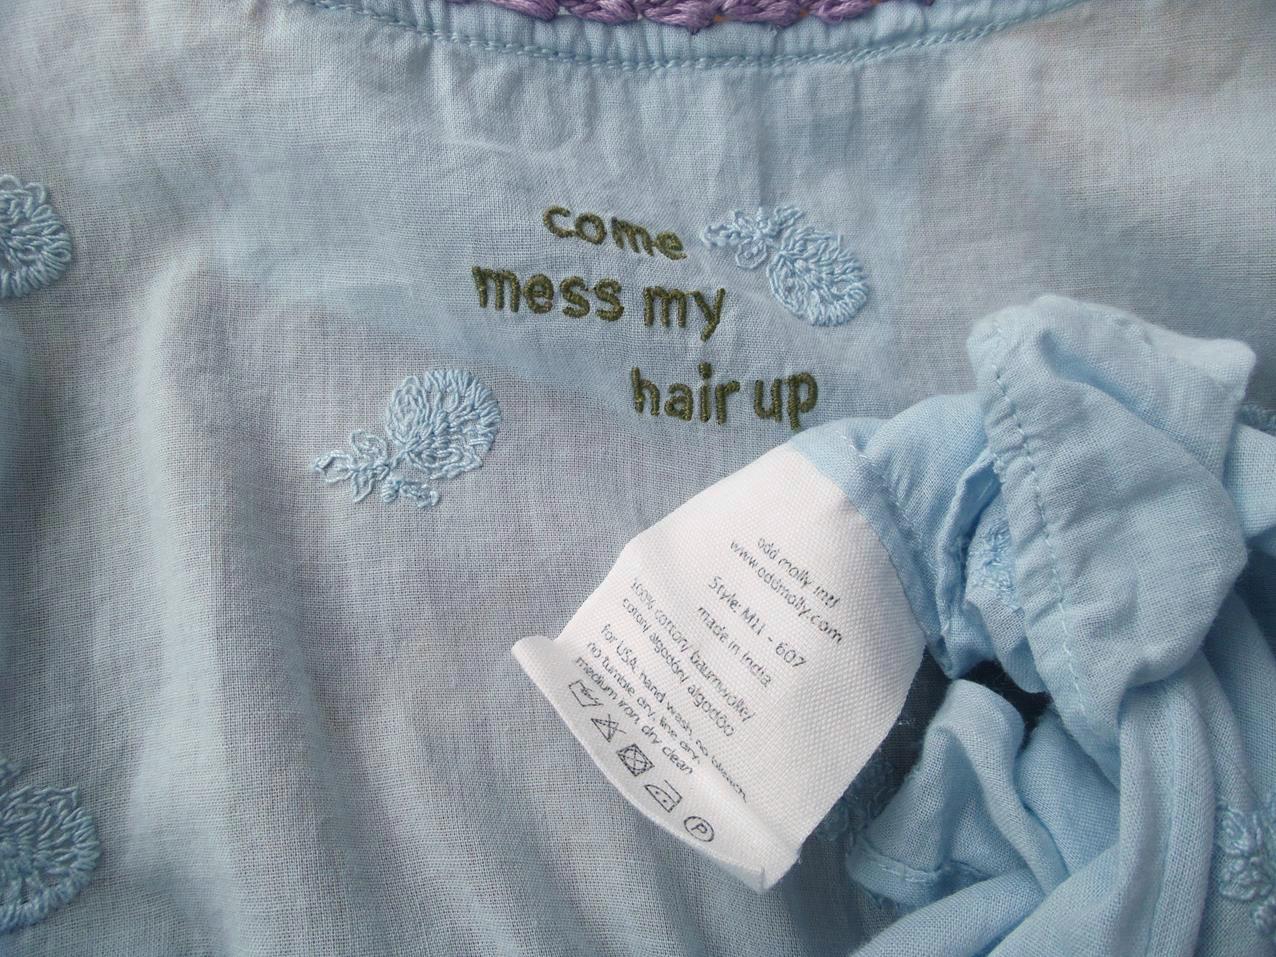 come
mess my
hair up
odd molly intl
www.oddmolly.com
Style: M11 - 607
made in India
100% cotton/ baumwolle/
coton/ algodon/ algodão
for USA, hand wash, no bleach,
no tumble dry, line dry,
medium iron, dry clean
P